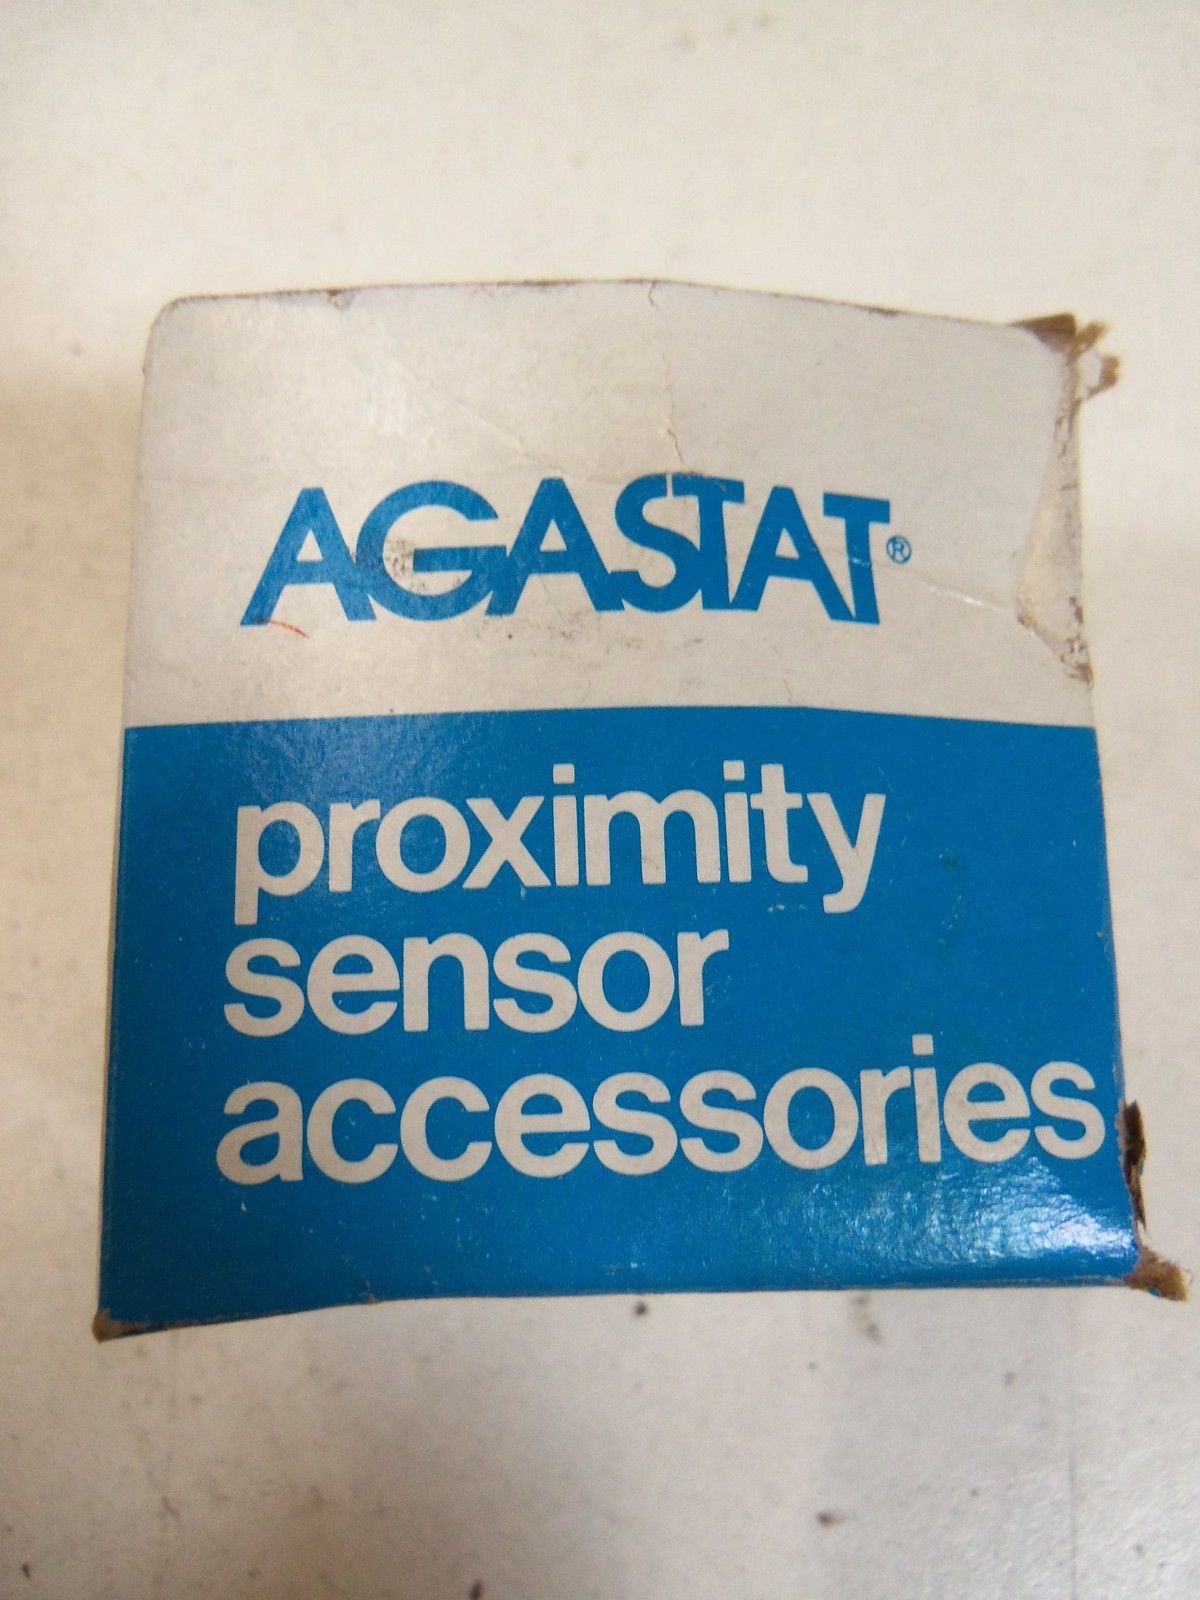 AGASTAT®
proximity
sensor
accessories